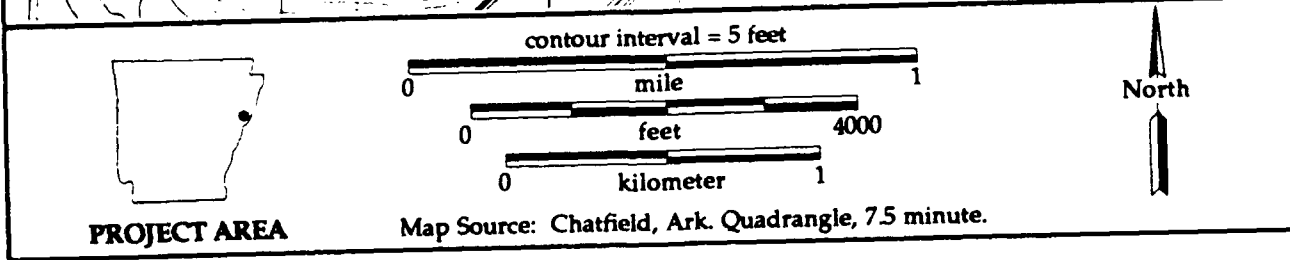 contour interval = 5 feet
0 1
mile
0 4000
feet
0 1
kilometer
North
PROJECT AREA
Map Source: Chatfield, Ark. Quadrangle, 7.5 minute.